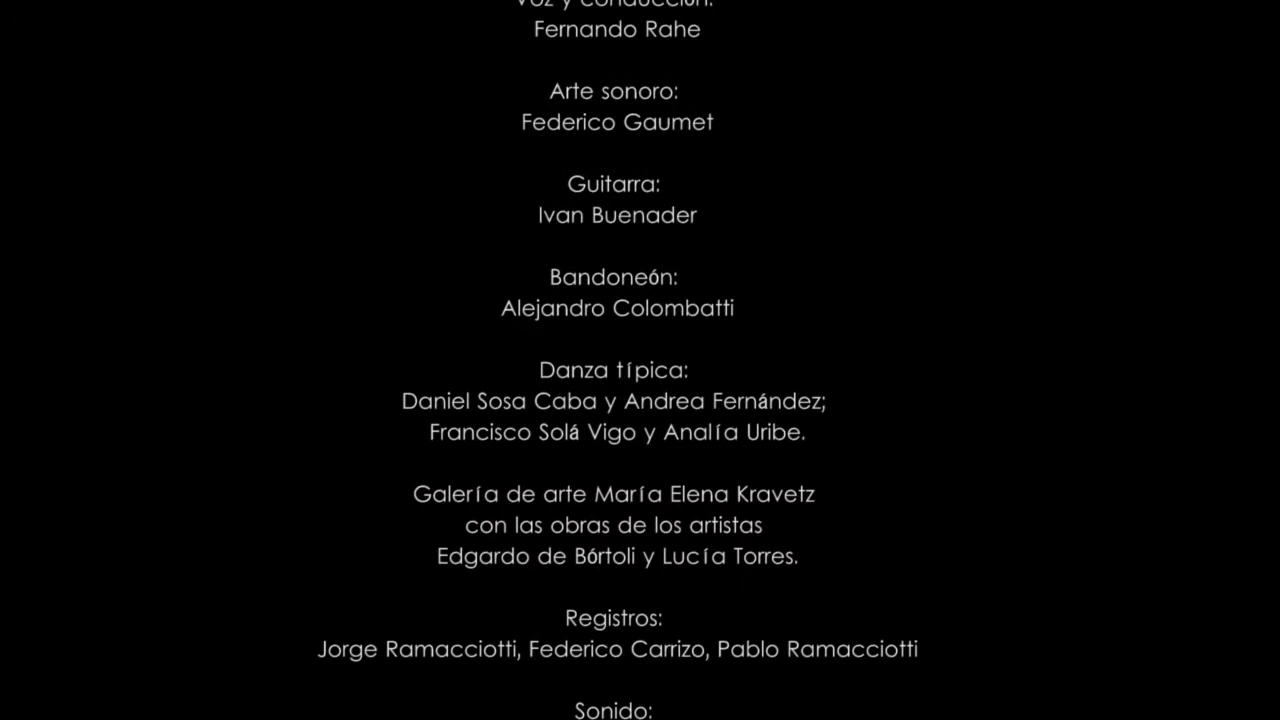 Voz y conducción:
Fernando Rahe
Arte sonoro:
Federico Gaumet
Guitarra:
Ivan Buenader
Bandoneón:
Alejandro Colombatti
Danza típica:
Daniel Sosa Caba y Andrea Fernández;
Francisco Solá Vigo y Analía Uribe.
Galería de arte María Elena Kravetz
con las obras de los artistas
Edgardo de Bórtoli y Lucía Torres.
Registros:
Jorge Ramacciotti, Federico Carrizo, Pablo Ramacciotti
Sonido: